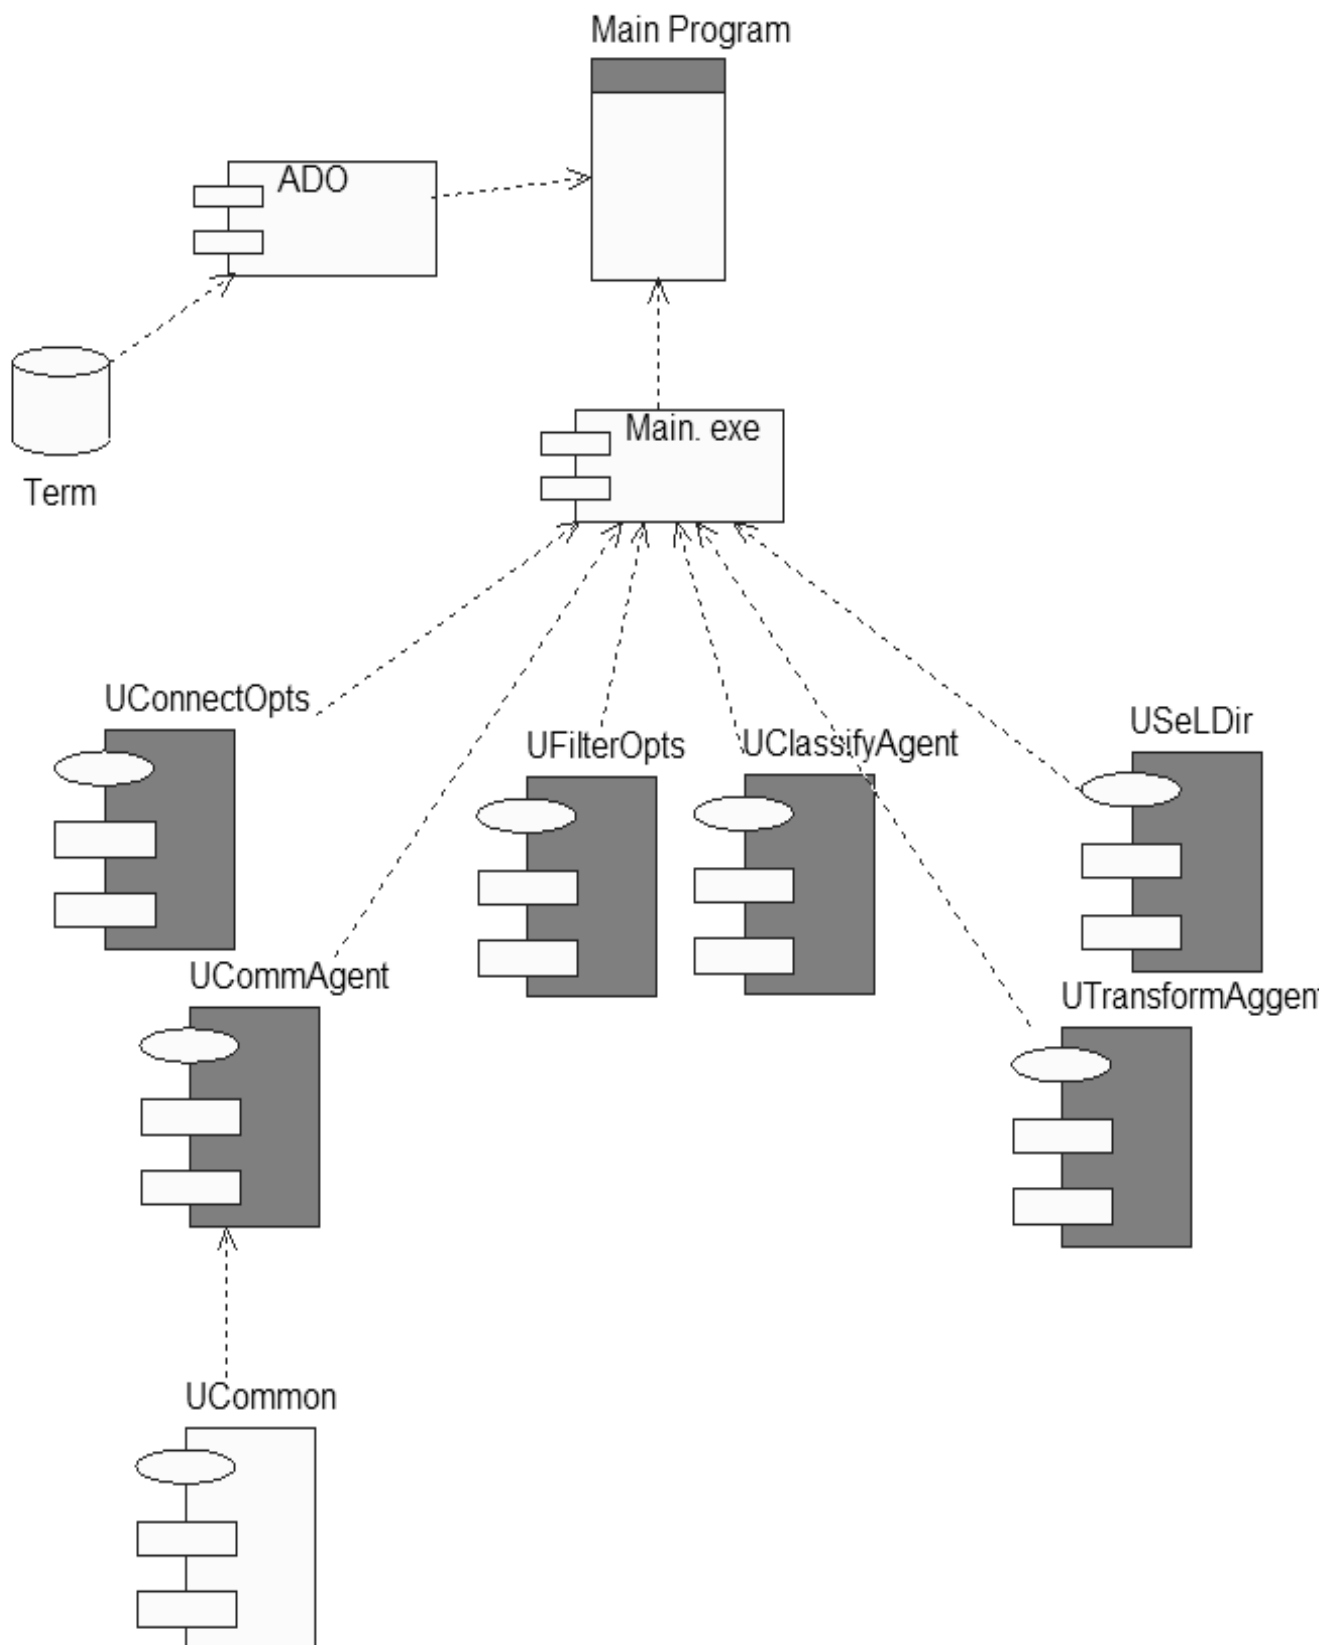 Main Program
ADO
Term
Main. exe
UConnectOpts
UFilterOpts
UClassifyAgent
USeLDir
UCommAgent
UTransformAggent
UCommon